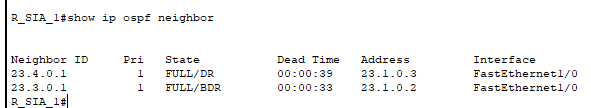 R_SIA_1#show ip ospf neighbor
Neighbor ID     Pri   State           Dead Time   Address         Interface
23.4.0.1          1   FULL/DR         00:00:39    23.1.0.3        FastEthernet1/0
23.3.0.1          1   FULL/BDR        00:00:33    23.1.0.2        FastEthernet1/0
R_SIA_1#